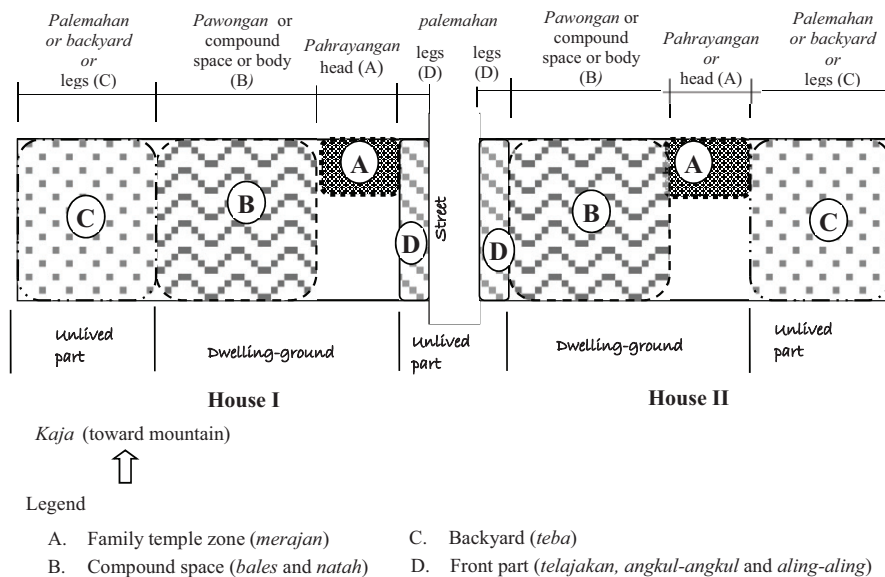 Palemahan
or backyard
or
legs (C)
Pawongan or
compound
space or body
(B)
Pahrayangan
head (A)
palemahan
legs
(D)
legs
(D)
Pawongan or
compound
space or body
(B)
Pahrayangan
or
head (A)
Palemahan
or backyard
or
legs (C)
C
B
A
D
Street
D
B
A
C
Unlived
part
Dwelling-ground
Unlived
part
Dwelling-ground
Unlived
part
House I
House II
Kaja (toward mountain)
Legend
A. Family temple zone (merajan)
B. Compound space (bales and natah)
C. Backyard (teba)
D. Front part (telajakan, angkul-angkul and aling-aling)